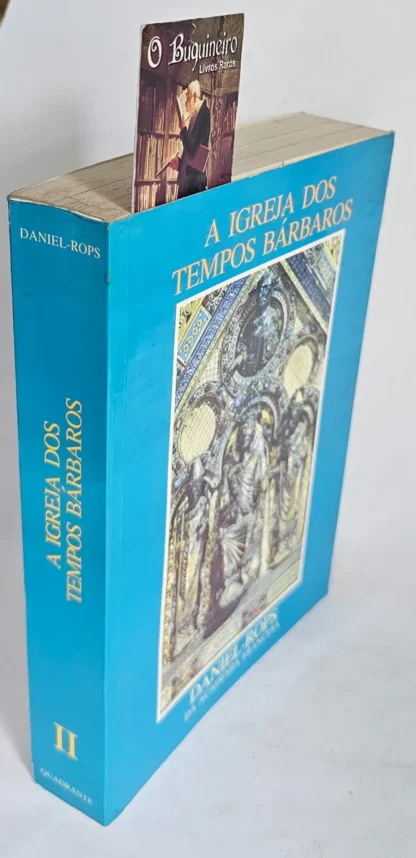 O Buquineiro
Livros Raros
A IGREJA DOS
TEMPOS BÁRBAROS
DANIEL-ROPS
DA ACADEMIA FRANCESA
DANIEL-ROPS
A IGREJA DOS
TEMPOS BÁRBAROS
II
QUADRANTE